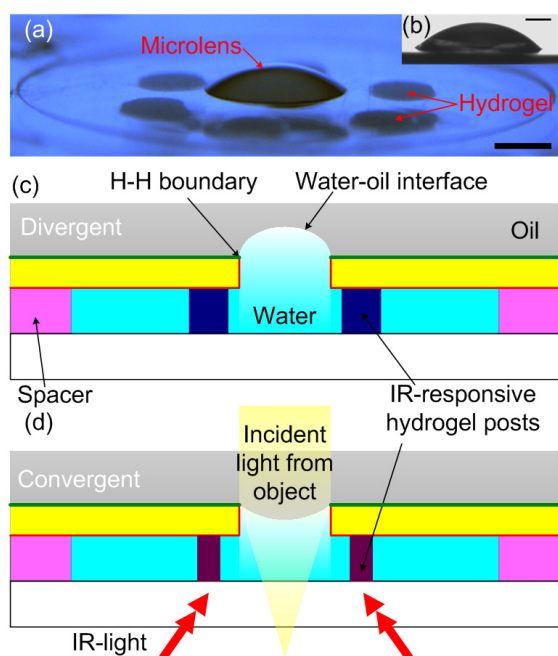 (a)
Microlens
(b)
Hydrogel
(c)
H-H boundary
Water-oil interface
Divergent
Oil
Water
Spacer
IR-responsive
hydrogel posts
(d)
Incident
light from
object
Convergent
IR-light